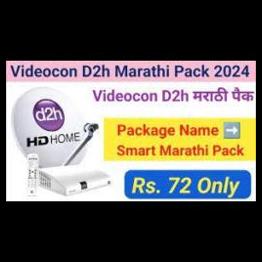 Videocon D2h Marathi Pack 2024
Videocon D2h मराठी पैक
d2h
HD HOME
Package Name ➡
Smart Marathi Pack
Rs. 72 Only